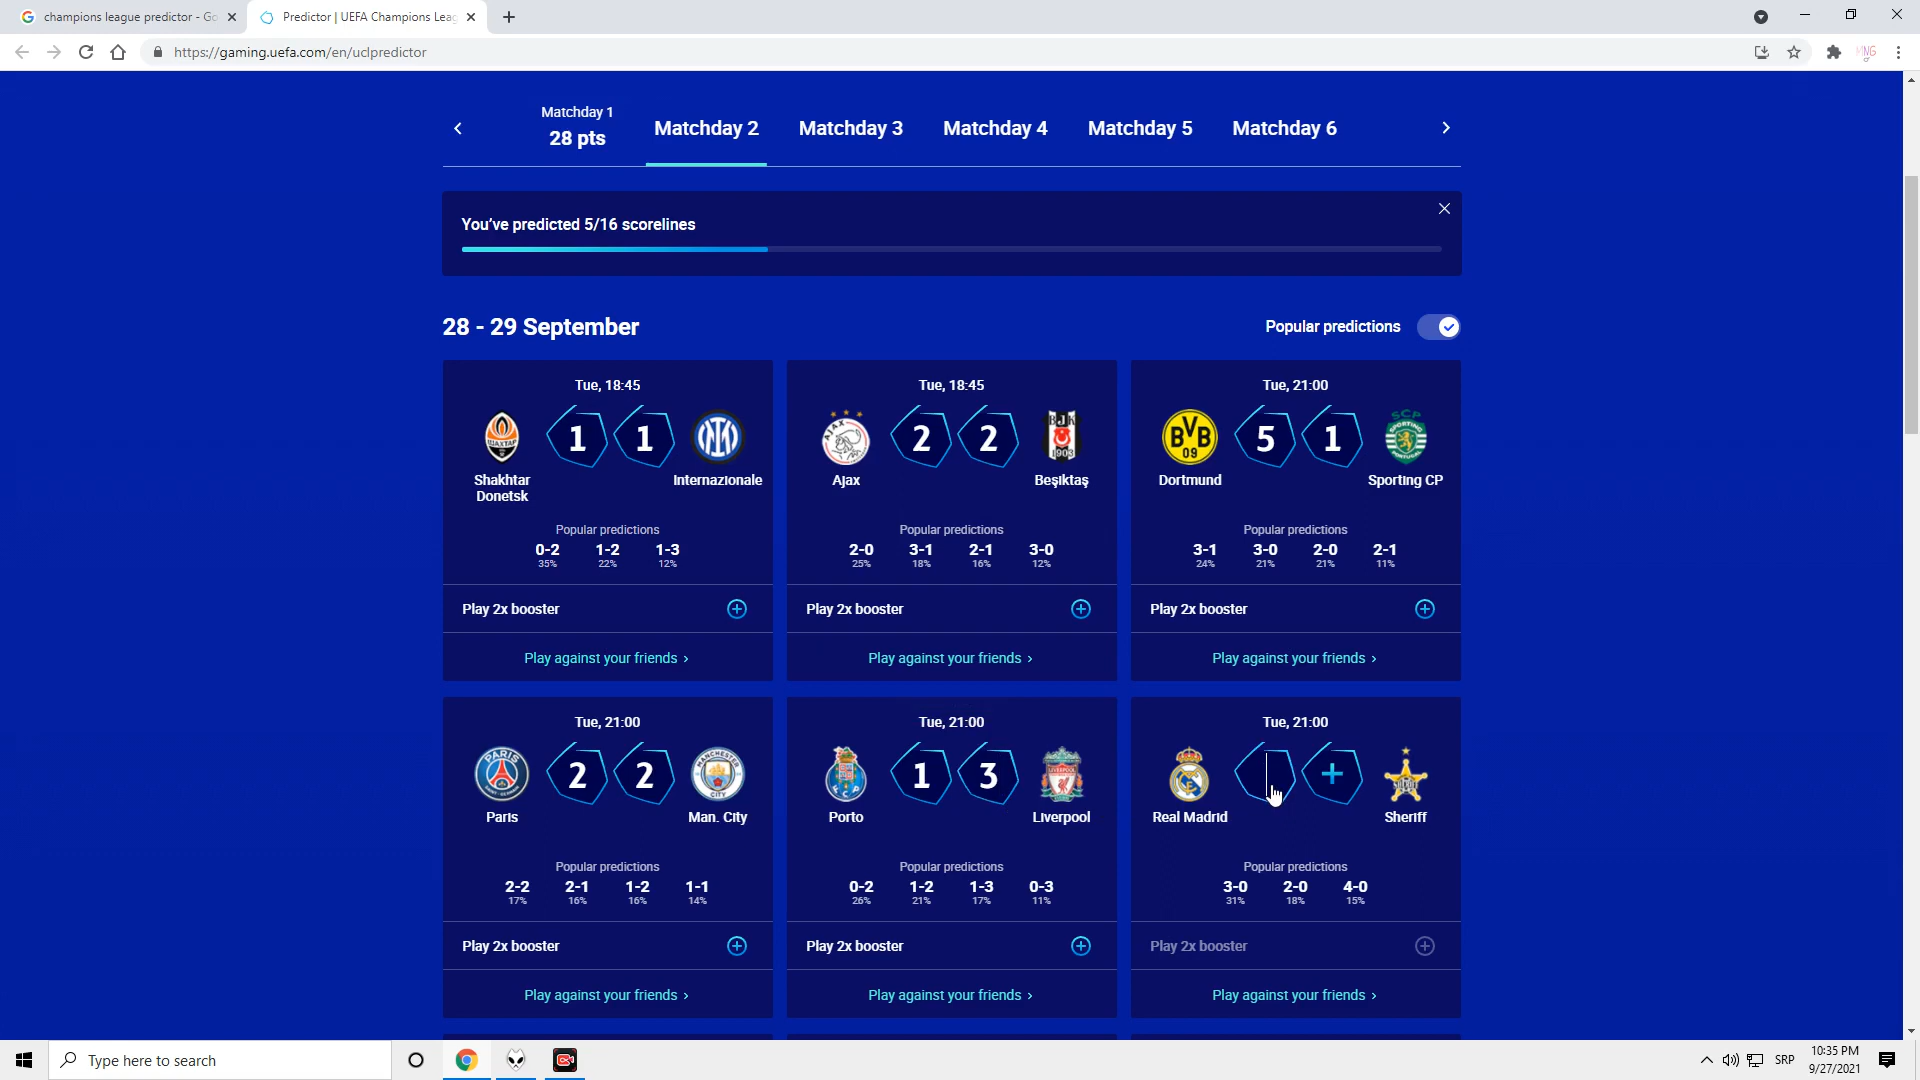 champions league predictor - Go
Predictor | UEFA Champions Leag
https://gaming.uefa.com/en/uclpredictor
Matchday 1
28 pts
Matchday 2
Matchday 3
Matchday 4
Matchday 5
Matchday 6
You've predicted 5/16 scorelines
28 - 29 September
Popular predictions
Tue, 18:45
1 1
Shakhtar
Donetsk
Internazionale
Popular predictions
0-2 1-2 1-3
35% 22% 12%
Play 2x booster
Play against your friends ›
Tue, 18:45
AJAX
2 2
BJK
1903
Ajax
Beşiktaş
Popular predictions
2-0 3-1 2-1 3-0
25% 18% 16% 12%
Play 2x booster
Play against your friends ›
Tue, 21:00
BVB
09
5 1
SCP
SPORTING
PORTUGAL
Dortmund
Sporting CP
Popular predictions
3-1 3-0 2-0 2-1
24% 21% 21% 11%
Play 2x booster
Play against your friends ›
Tue, 21:00
PARIS
2 2
MANCHESTER
CITY
Paris
Man. City
Popular predictions
2-2 2-1 1-2 1-1
17% 16% 16% 14%
Play 2x booster
Play against your friends ›
Tue, 21:00
1 3
Porto
Liverpool
Popular predictions
0-2 1-2 1-3 0-3
26% 21% 17% 11%
Play 2x booster
Play against your friends ›
Tue, 21:00
+
Real Madrid
Sheriff
Popular predictions
3-0 2-0 4-0
31% 18% 15%
Play 2x booster
Play against your friends ›
Type here to search
SRP
10:35 PM
9/27/2021